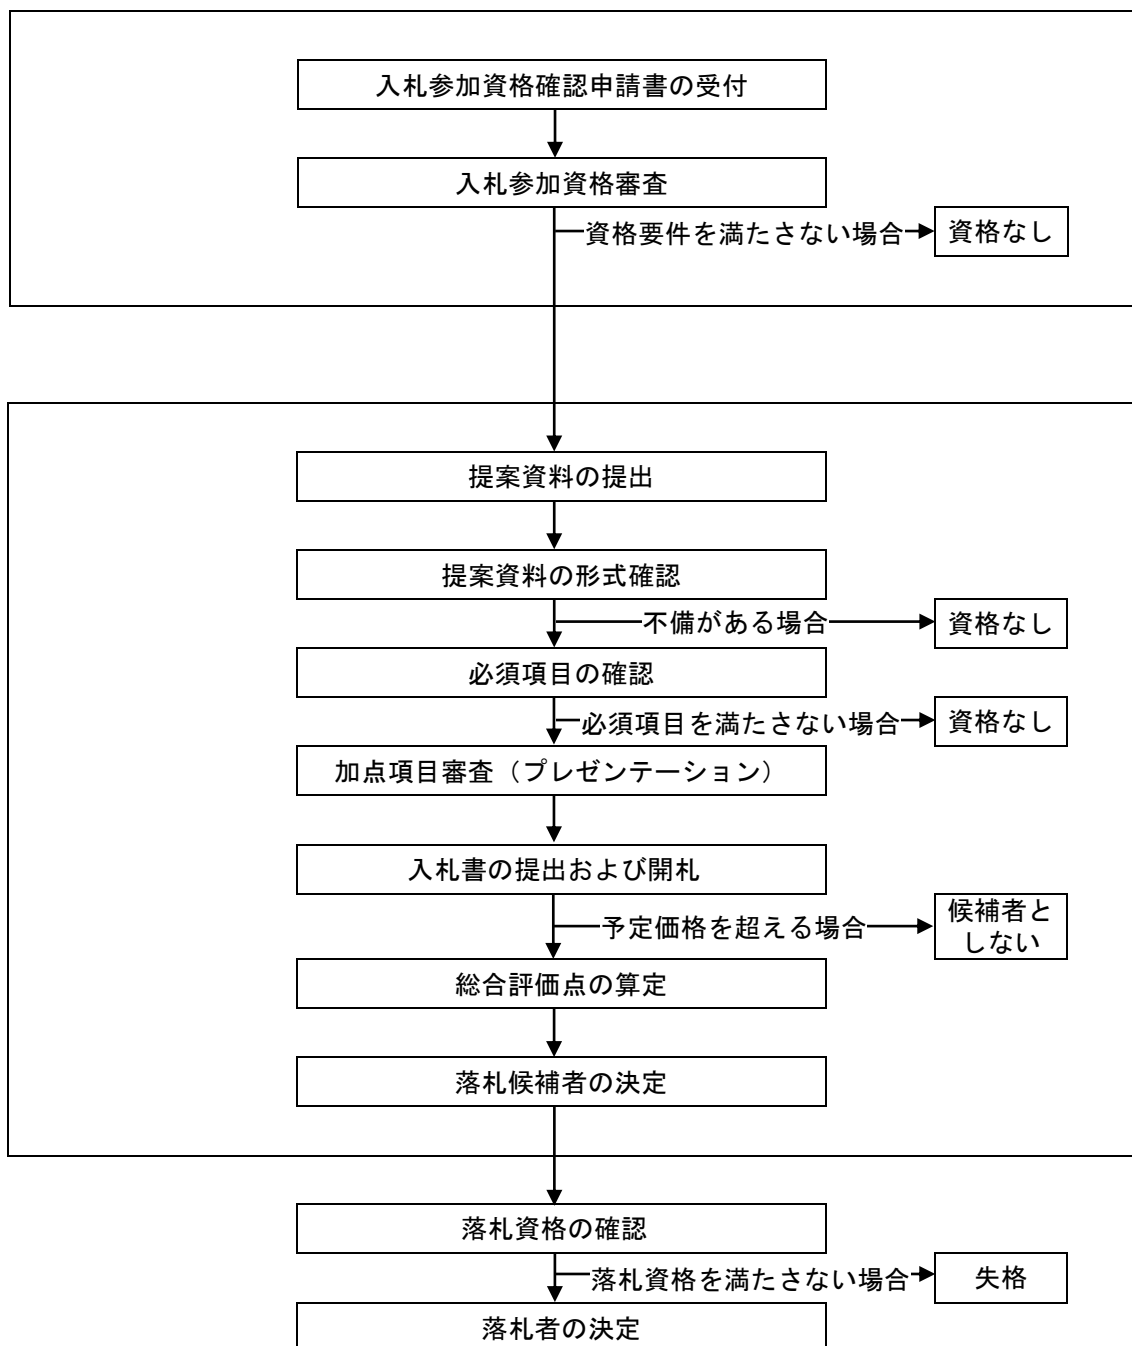 入札参加資格確認申請書の受付
入札参加資格審査
資格要件を満たさない場合
資格なし
提案資料の提出
提案資料の形式確認
不備がある場合
資格なし
必須項目の確認
必須項目を満たさない場合
資格なし
加点項目審査（プレゼンテーション）
入札書の提出および開札
予定価格を超える場合
候補者と
しない
総合評価点の算定
落札候補者の決定
落札資格の確認
落札資格を満たさない場合
失格
落札者の決定